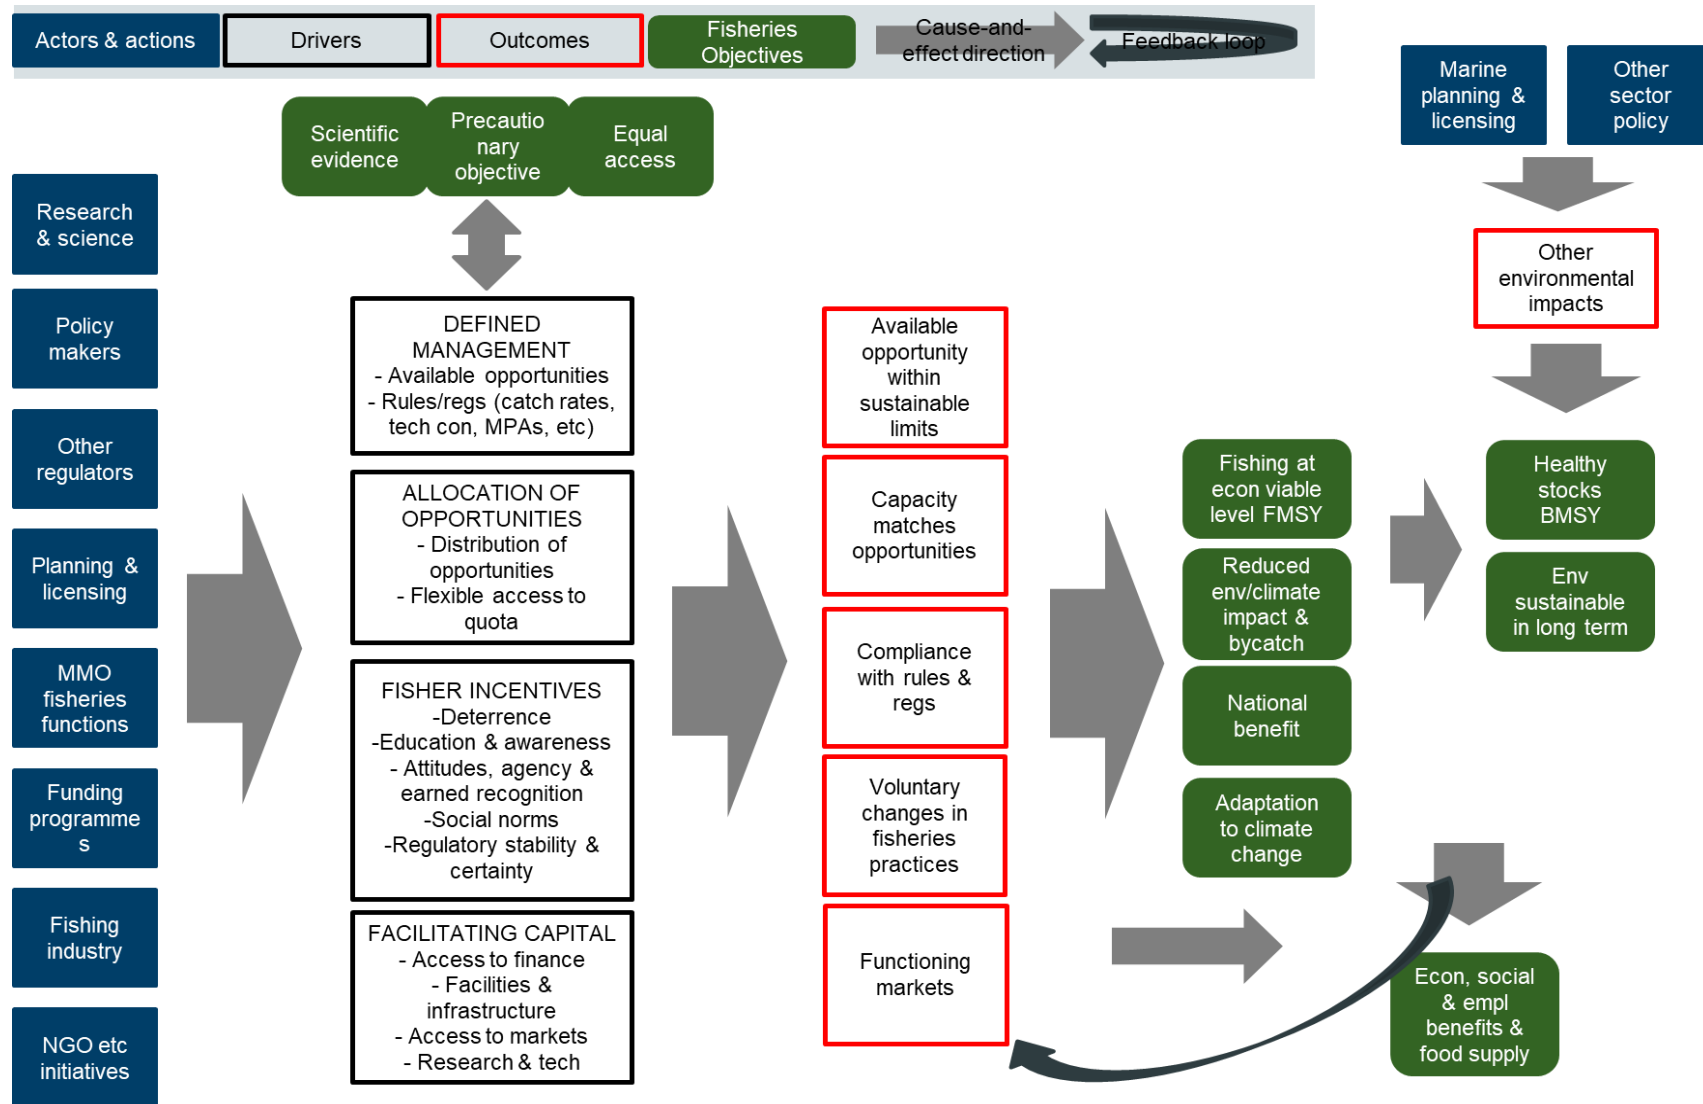 Actors & actions
Drivers
Outcomes
Fisheries
Objectives
Cause-and-
effect direction
Feedback loop
Marine
planning &
licensing
Other
sector
policy
Scientific
evidence
Precautio
nary
objective
Equal
access
Research
& science
Policy
makers
Other
regulators
Planning &
licensing
MMO
fisheries
functions
Funding
programme
s
Fishing
industry
NGO etc
initiatives
DEFINED
MANAGEMENT
- Available opportunities
- Rules/regs (catch rates,
tech con, MPAs, etc)
ALLOCATION OF
OPPORTUNITIES
- Distribution of
opportunities
- Flexible access to
quota
FISHER INCENTIVES
-Deterrence
-Education & awareness
- Attitudes, agency &
earned recognition
-Social norms
-Regulatory stability &
certainty
FACILITATING CAPITAL
- Access to finance
- Facilities &
infrastructure
- Access to markets
- Research & tech
Available
opportunity
within
sustainable
limits
Capacity
matches
opportunities
Compliance
with rules &
regs
Voluntary
changes in
fisheries
practices
Functioning
markets
Fishing at
econ viable
level FMSY
Reduced
env/climate
impact &
bycatch
National
benefit
Adaptation
to climate
change
Other
environmental
impacts
Healthy
stocks
BMSY
Env
sustainable
in long term
Econ, social
& empl
benefits &
food supply